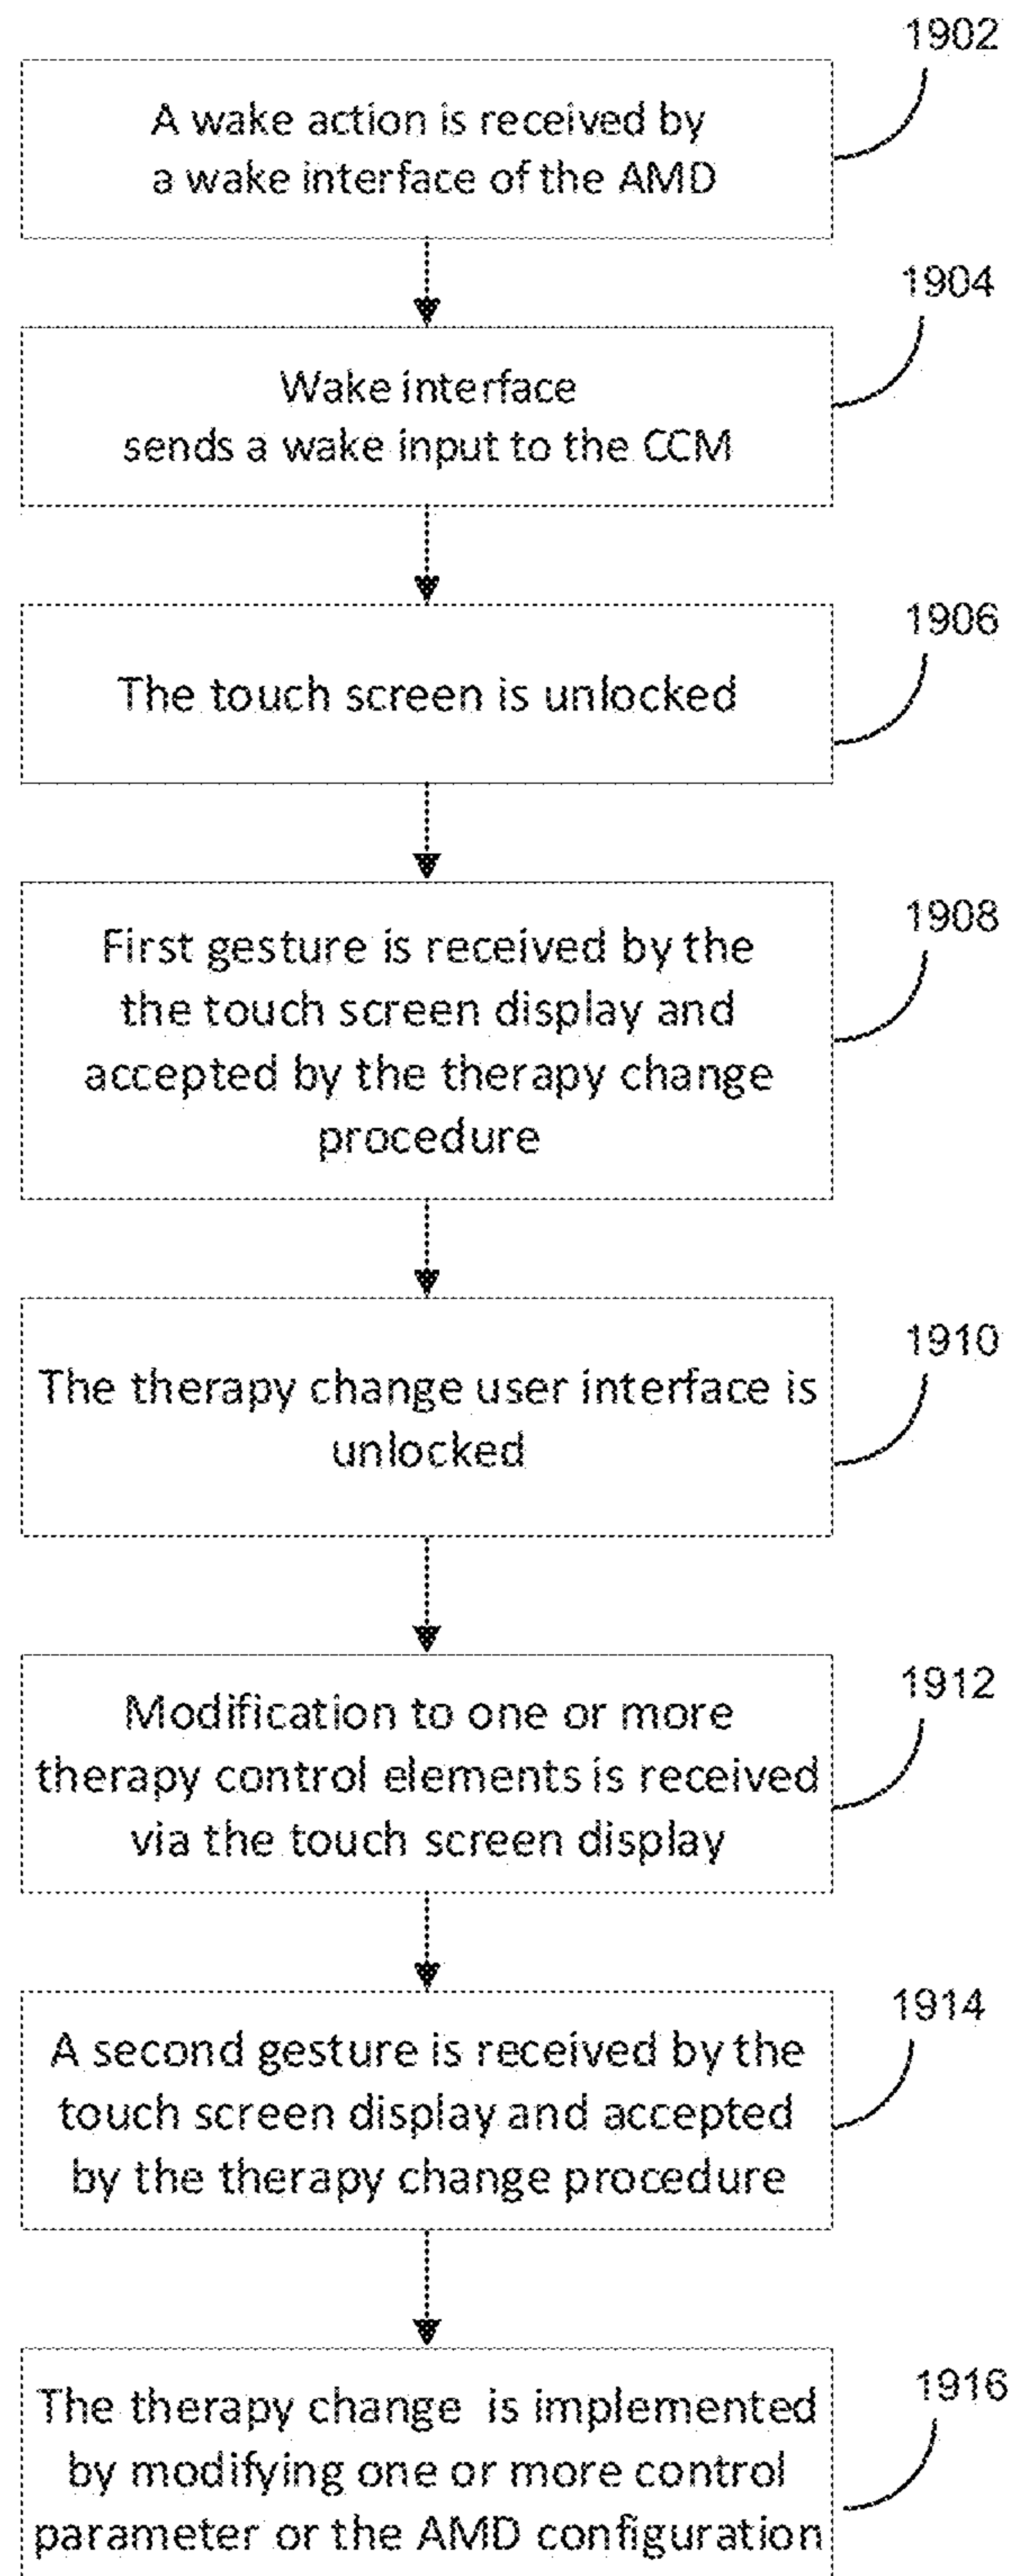 1902
A wake action is received by
a wake interface of the AMD
1904
Wake interface
sends a wake input to the CCM
1906
The touch screen is unlocked
1908
First gesture is received by the
the touch screen display and
accepted by the therapy change
procedure
1910
The therapy change user interface is
unlocked
1912
Modification to one or more
therapy control elements is received
via the touch screen display
1914
A second gesture is received by the
touch screen display and accepted
by the therapy change procedure
1916
The therapy change is implemented
by modifying one or more control
parameter or the AMD configuration